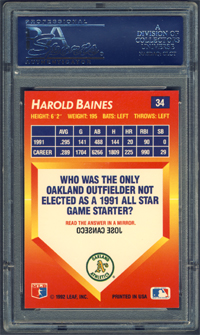 PROFESSIONAL
PSA
AUTHENTICATOR
A DIVISION OF
COLLECTORS
UNIVERSE
HAROLD BAINES
34
HEIGHT: 6' 2" WEIGHT: 195 BATS: LEFT THROWS: LEFT
AVG G AB H HR RBI SB
1991 .295 141 488 144 20 90 0
CAREER .289 1704 6266 1809 225 990 29
WHO WAS THE ONLY
OAKLAND OUTFIELDER NOT
ELECTED AS A 1991 ALL STAR
GAME STARTER?
READ THE ANSWER IN A MIRROR.
JOSE CANSECO
OAKLAND
ATHLETICS
© 1992 LEAF, INC.
PRINTED IN USA